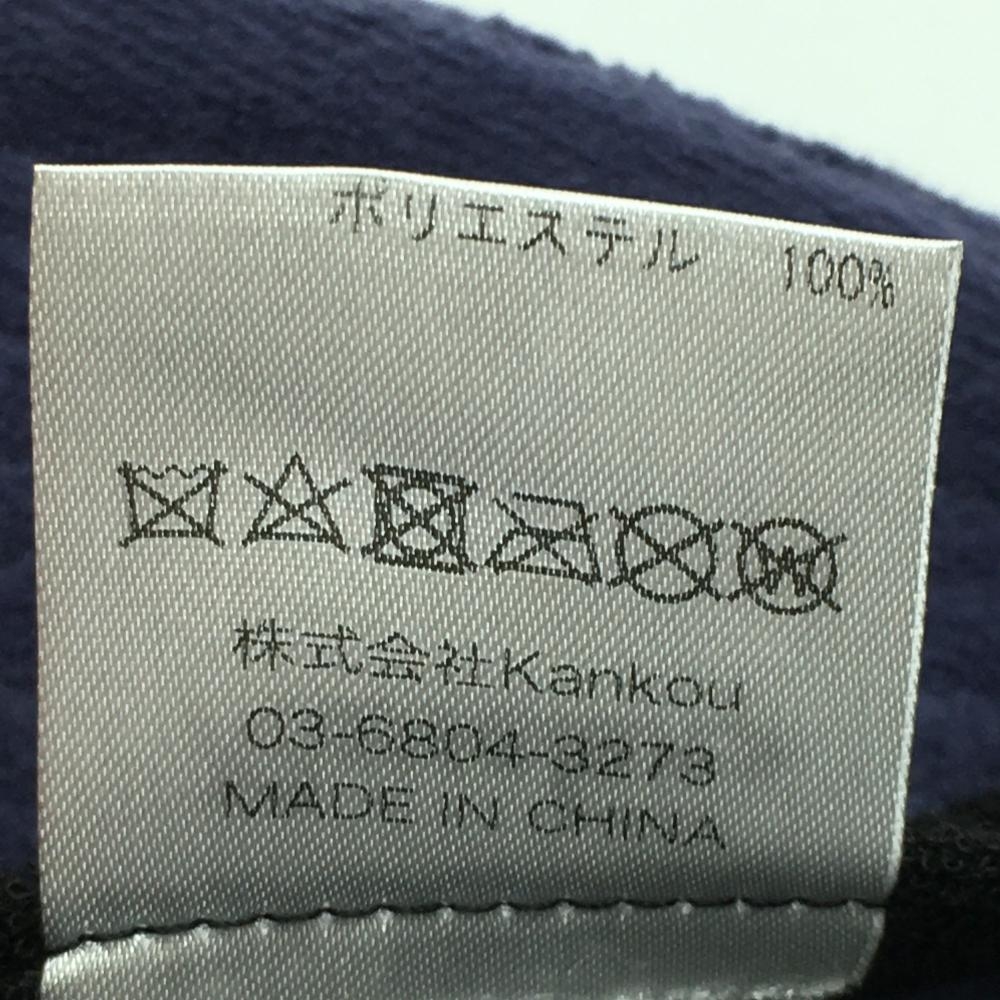 ポリエステル 100%
株式会社Kankou
03-6804-3273
MADE IN CHINA